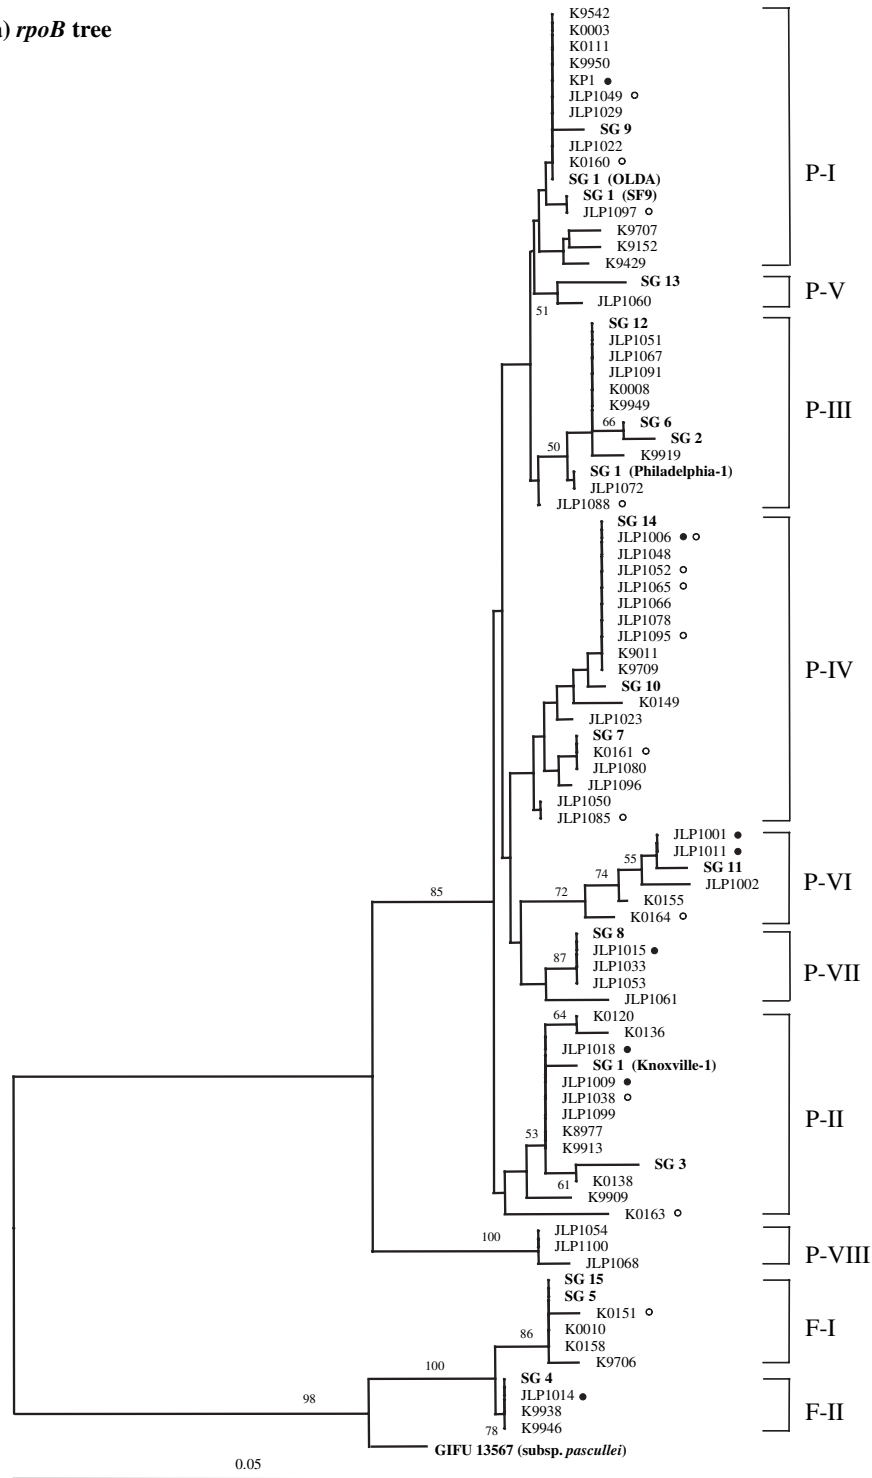 ) rpoB tree
K9542
K0003
K0111
K9950
KP1 ●
JLP1049 ○
JLP1029
SG 9
JLP1022
K0160 ○
SG 1 (OLDA)
SG 1 (SF9)
JLP1097 ○
K9707
K9152
K9429
P-I
SG 13
JLP1060
51
P-V
SG 12
JLP1051
JLP1067
JLP1091
K0008
K9949
66
SG 6
SG 2
50
K9919
SG 1 (Philadelphia-1)
JLP1072
JLP1088 ○
P-III
SG 14
JLP1006 ● ○
JLP1048
JLP1052 ○
JLP1065 ○
JLP1066
JLP1078
JLP1095 ○
K9011
K9709
SG 10
K0149
JLP1023
SG 7
K0161 ○
JLP1080
JLP1096
JLP1050
JLP1085 ○
P-IV
JLP1001 ●
JLP1011 ●
55
SG 11
74
JLP1002
72
K0155
K0164 ○
P-VI
85
SG 8
JLP1015 ●
87
JLP1033
JLP1053
JLP1061
P-VII
64
K0120
K0136
JLP1018 ●
SG 1 (Knoxville-1)
JLP1009 ●
JLP1038 ○
JLP1099
53
K8977
K9913
SG 3
61
K0138
K9909
K0163 ○
P-II
100
JLP1054
JLP1100
JLP1068
P-VIII
SG 15
SG 5
K0151 ○
K0010
86
K0158
K9706
F-I
100
SG 4
JLP1014 ●
K9938
78
K9946
F-II
98
GIFU 13567 (subsp. pascullei)
0.05